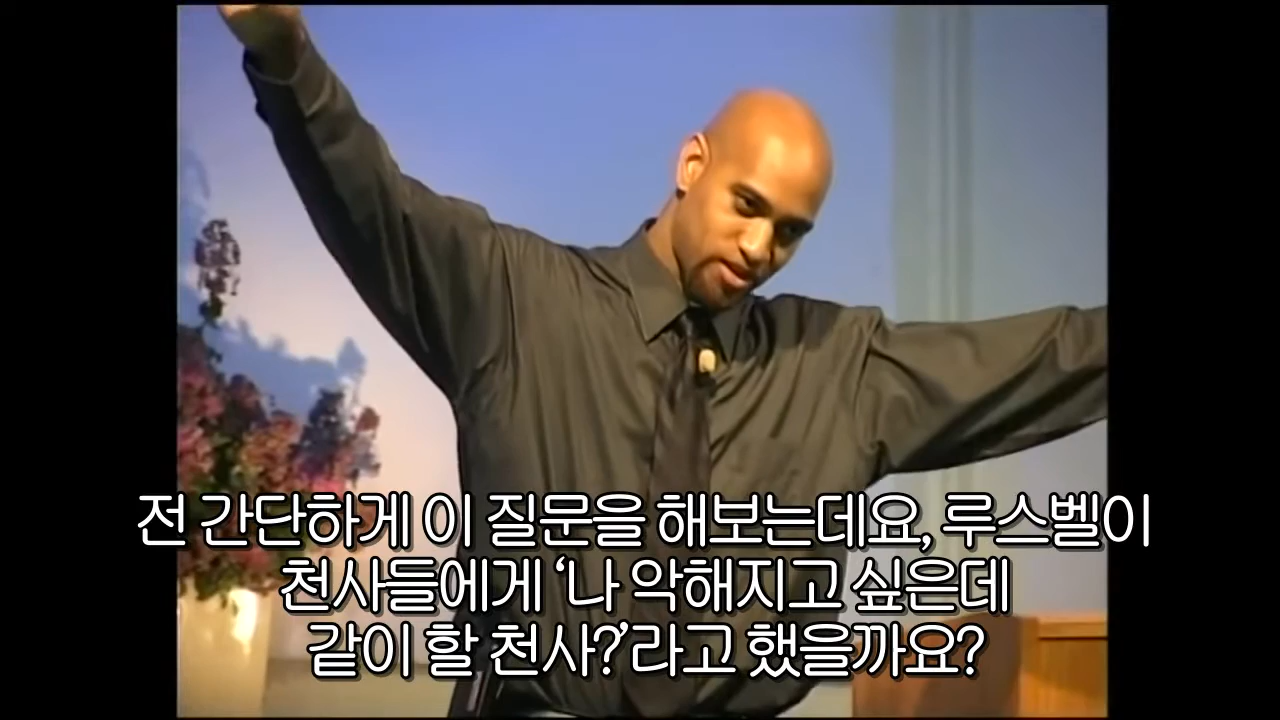 전 간단하게 이 질문을 해보는데요, 루스벨이
천사들에게 ‘나 악해지고 싶은데
같이 할 천사?’라고 했을까요?